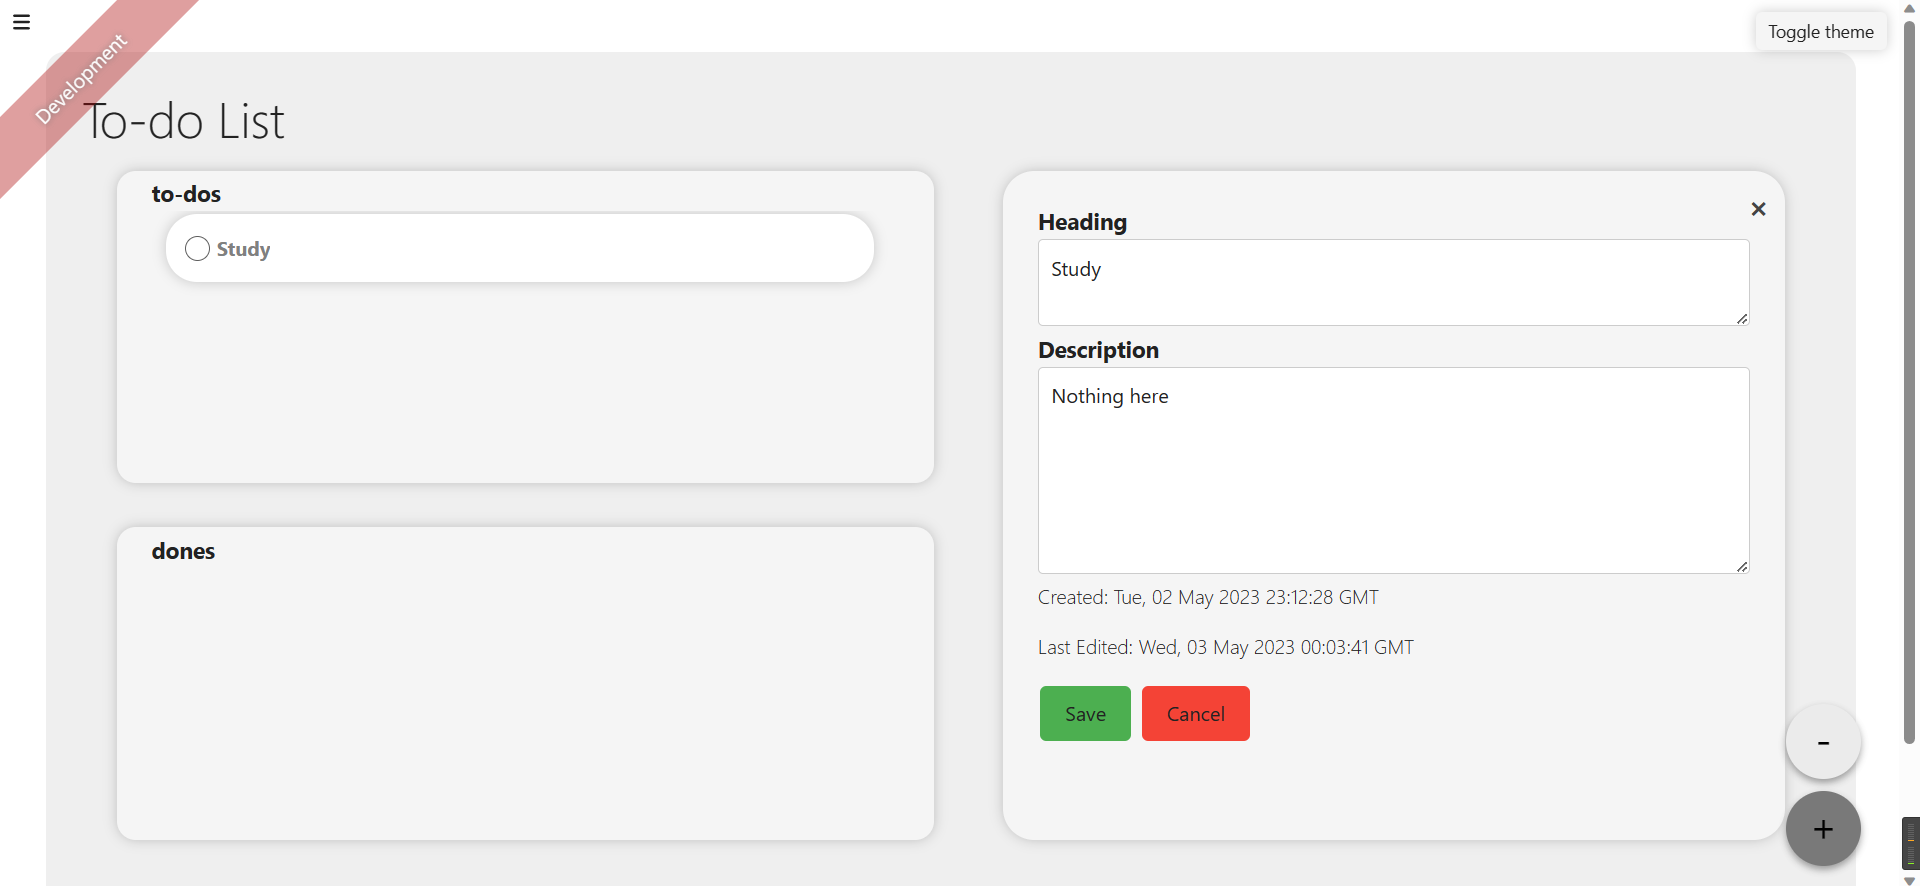 Toggle theme
Development
To-do List
to-dos
Study
dones
Heading
Study
Description
Nothing here
Created: Tue, 02 May 2023 23:12:28 GMT
Last Edited: Wed, 03 May 2023 00:03:41 GMT
Save Cancel
-
+